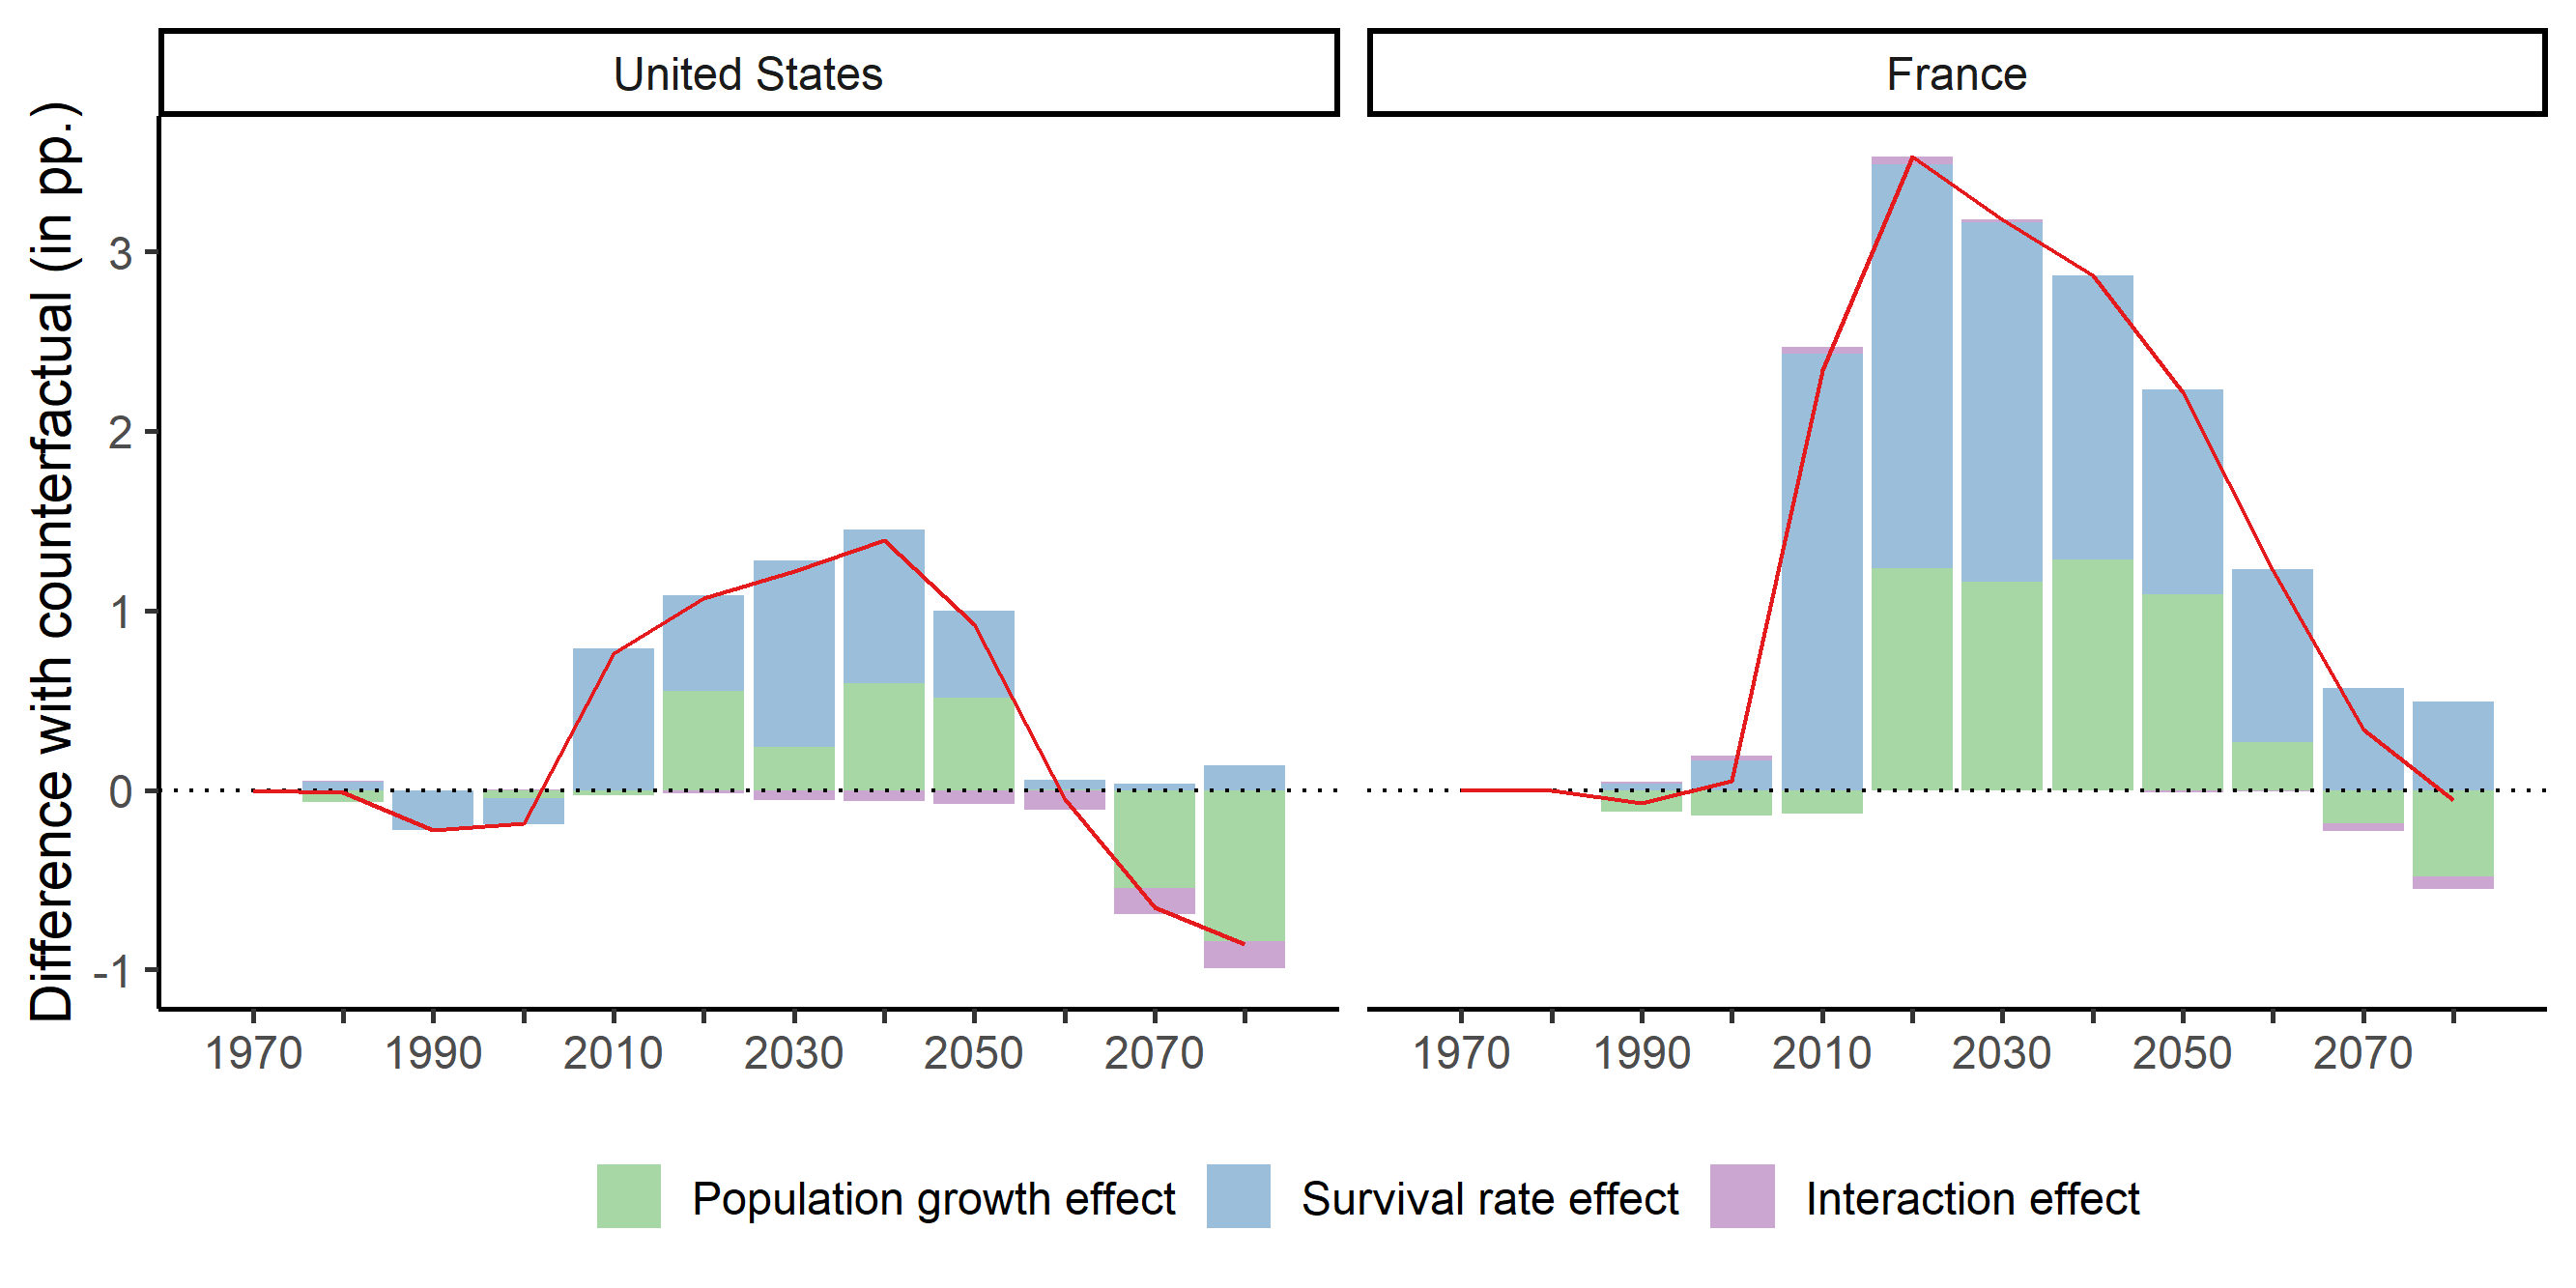 United States
France
Difference with counterfactual (in pp.)
3
2
1
0
-1
1970 1990 2010 2030 2050 2070
1970 1990 2010 2030 2050 2070
Population growth effect Survival rate effect Interaction effect